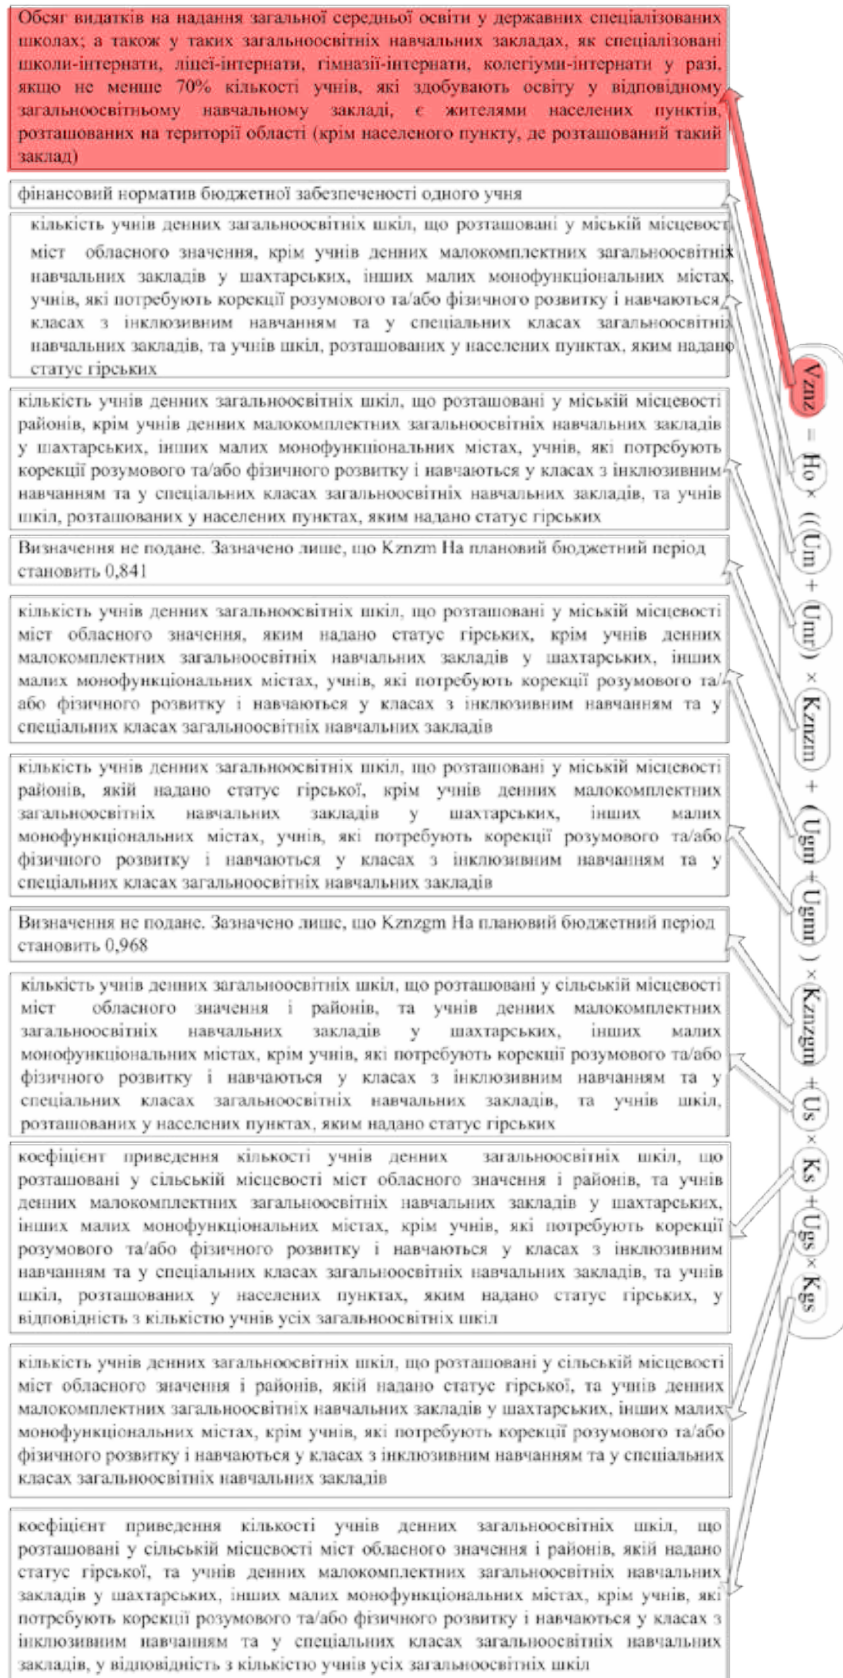 Обсяг видатків на надання загальної середньої освіти у державних спеціалізованих
школах; а також у таких загальноосвітніх навчальних закладах, як спеціалізовані
школи-інтернати, ліцеї-інтернати, гімназії-інтернати, колегіуми-інтернати у разі,
якщо не менше 70% кількості учнів, які здобувають освіту у відповідному
загальноосвітньому навчальному закладі, є жителями населених пунктів,
розташованих на території області (крім населеного пункту, де розташований такий
заклад)
фінансовий норматив бюджетної забезпеченості одного учня
кількість учнів денних загальноосвітніх шкіл, що розташовані у міській місцевост
міст обласного значення, крім учнів денних малокомплектних загальноосвітніх
навчальних закладів у шахтарських, інших малих монофункціональних містах,
учнів, які потребують корекції розумового та/або фізичного розвитку і навчаються
класах з інклюзивним навчанням та у спеціальних класах загальноосвітніх
навчальних закладів, та учнів шкіл, розташованих у населених пунктах, яким надано
статус гірських
кількість учнів денних загальноосвітніх шкіл, що розташовані у міській місцевості
районів, крім учнів денних малокомплектних загальноосвітніх навчальних закладів
у шахтарських, інших малих монофункціональних містах, учнів, які потребують
корекції розумового та/або фізичного розвитку і навчаються у класах з інклюзивним
навчанням та у спеціальних класах загальноосвітніх навчальних закладів, та учнів
шкіл, розташованих у населених пунктах, яким надано статус гірських
Визначення не подане. Зазначено лише, що Kznzm На плановий бюджетний період
становить 0,841
кількість учнів денних загальноосвітніх шкіл, що розташовані у міській місцевості
міст обласного значення, яким надано статус гірських, крім учнів денних
малокомплектних загальноосвітніх навчальних закладів у шахтарських, інших
малих монофункціональних містах, учнів, які потребують корекції розумового та/
або фізичного розвитку і навчаються у класах з інклюзивним навчанням та у
спеціальних класах загальноосвітніх навчальних закладів
кількість учнів денних загальноосвітніх шкіл, що розташовані у міській місцевості
районів, якій надано статус гірської, крім учнів денних малокомплектних
загальноосвітніх навчальних закладів у шахтарських, інших малих
монофункціональних містах, учнів, які потребують корекції розумового та/або
фізичного розвитку і навчаються у класах з інклюзивним навчанням та у
спеціальних класах загальноосвітніх навчальних закладів
Визначення не подане. Зазначено лише, що Kznzgm На плановий бюджетний період
становить 0,968
кількість учнів денних загальноосвітніх шкіл, що розташовані у сільській місцевості
міст обласного значення і районів, та учнів денних малокомплектних
загальноосвітніх навчальних закладів у шахтарських, інших малих
монофункціональних містах, крім учнів, які потребують корекції розумового та/або
фізичного розвитку і навчаються у класах з інклюзивним навчанням та у
спеціальних класах загальноосвітніх навчальних закладів, та учнів шкіл,
розташованих у населених пунктах, яким надано статус гірських
коефіцієнт приведення кількості учнів денних загальноосвітніх шкіл, що
розташовані у сільській місцевості міст обласного значення і районів, та учнів
денних малокомплектних загальноосвітніх навчальних закладів у шахтарських,
інших малих монофункціональних містах, крім учнів, які потребують корекції
розумового та/або фізичного розвитку і навчаються у класах з інклюзивним
навчанням та у спеціальних класах загальноосвітніх навчальних закладів, та учнів
шкіл, розташованих у населених пунктах, яким надано статус гірських, у
відповідність з кількістю учнів усіх загальноосвітніх шкіл
кількість учнів денних загальноосвітніх шкіл, що розташовані у сільській місцевості
міст обласного значення і районів, якій надано статус гірської, та учнів денних
малокомплектних загальноосвітніх навчальних закладів у шахтарських, інших малих
монофункціональних містах, крім учнів, які потребують корекції розумового та/або
фізичного розвитку і навчаються у класах з інклюзивним навчанням та у спеціальних
класах загальноосвітніх навчальних закладів
коефіцієнт приведення кількості учнів денних загальноосвітніх шкіл, що
розташовані у сільській місцевості міст обласного значення і районів, якій надано
статус гірської, та учнів денних малокомплектних загальноосвітніх навчальних
закладів у шахтарських, інших малих монофункціональних містах, крім учнів, які
потребують корекції розумового та/або фізичного розвитку і навчаються у класах з
інклюзивним навчанням та у спеціальних класах загальноосвітніх навчальних
закладів, у відповідність з кількістю учнів усіх загальноосвітніх шкіл
Vznz = Ho × ((Um + Umr) × Kznzm + (Ugm + Ugmr ) × Kznzgm + Us × Ks + Ugs × Kgs